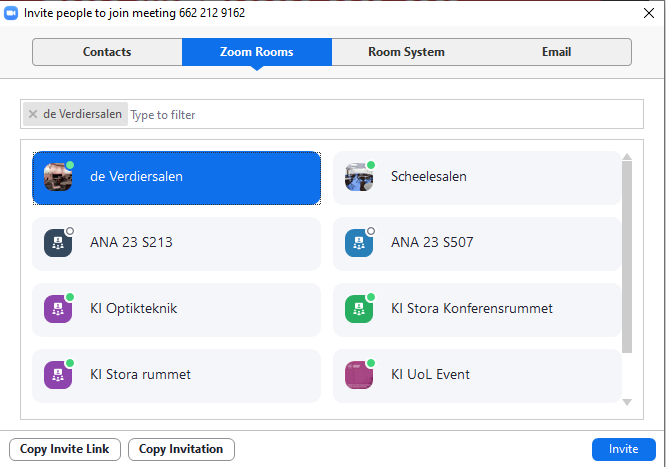 Invite people to join meeting 662 212 9162
Contacts
Zoom Rooms
Room System
Email
de Verdiersalen
Type to filter
de Verdiersalen
Scheelesalen
ANA 23 S213
ANA 23 S507
KI Optikteknik
KI Stora Konferensrummet
KI Stora rummet
KI UoL Event
Copy Invite Link
Copy Invitation
Invite